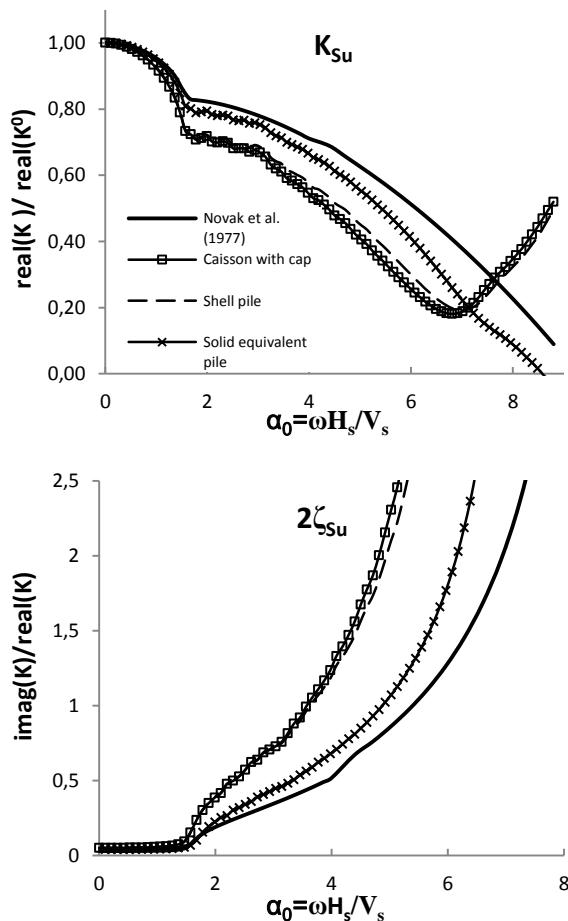 K_Su
real(K )/ real(K⁰)
1,00
0,80
0,60
0,40
0,20
0,00
Novak et al.
(1977)
Caisson with cap
Shell pile
Solid equivalent
pile
0 2 4 6 8
α₀=ωH_s/V_s
2ζ_Su
imag(K)/real(K)
2,5
2
1,5
1
0,5
0
0 2 4 6 8
α₀=ωH_s/V_s